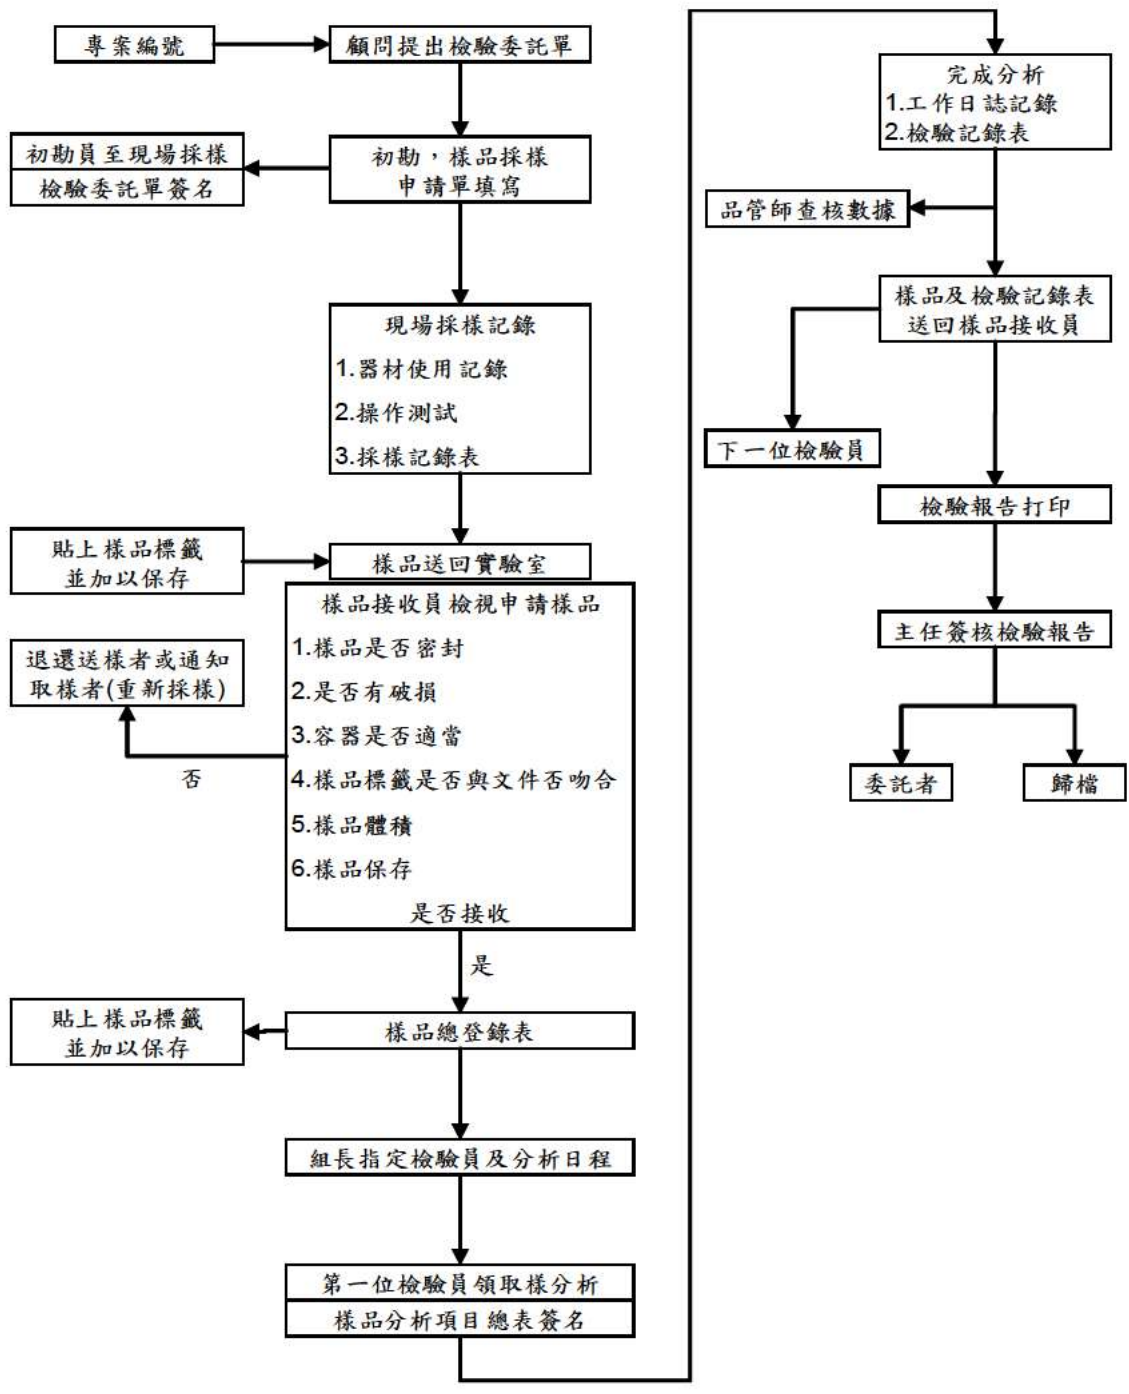 專案編號
顧問提出檢驗委託單
初勘員至現場採樣
檢驗委託單簽名
初勘，樣品採樣
申請單填寫
現場採樣記錄
1.器材使用記錄
2.操作測試
3.採樣記錄表
貼上樣品標籤
並加以保存
樣品送回實驗室
樣品接收員檢視申請樣品
1.樣品是否密封
2.是否有破損
3.容器是否適當
4.樣品標籤是否與文件否吻合
5.樣品體積
6.樣品保存
是否接收
退還送樣者或通知
取樣者(重新採樣)
否
是
貼上樣品標籤
並加以保存
樣品總登錄表
組長指定檢驗員及分析日程
第一位檢驗員領取樣分析
樣品分析項目總表簽名
完成分析
1.工作日誌記錄
2.檢驗記錄表
品管師查核數據
樣品及檢驗記錄表
送回樣品接收員
下一位檢驗員
檢驗報告打印
主任簽核檢驗報告
委託者
歸檔